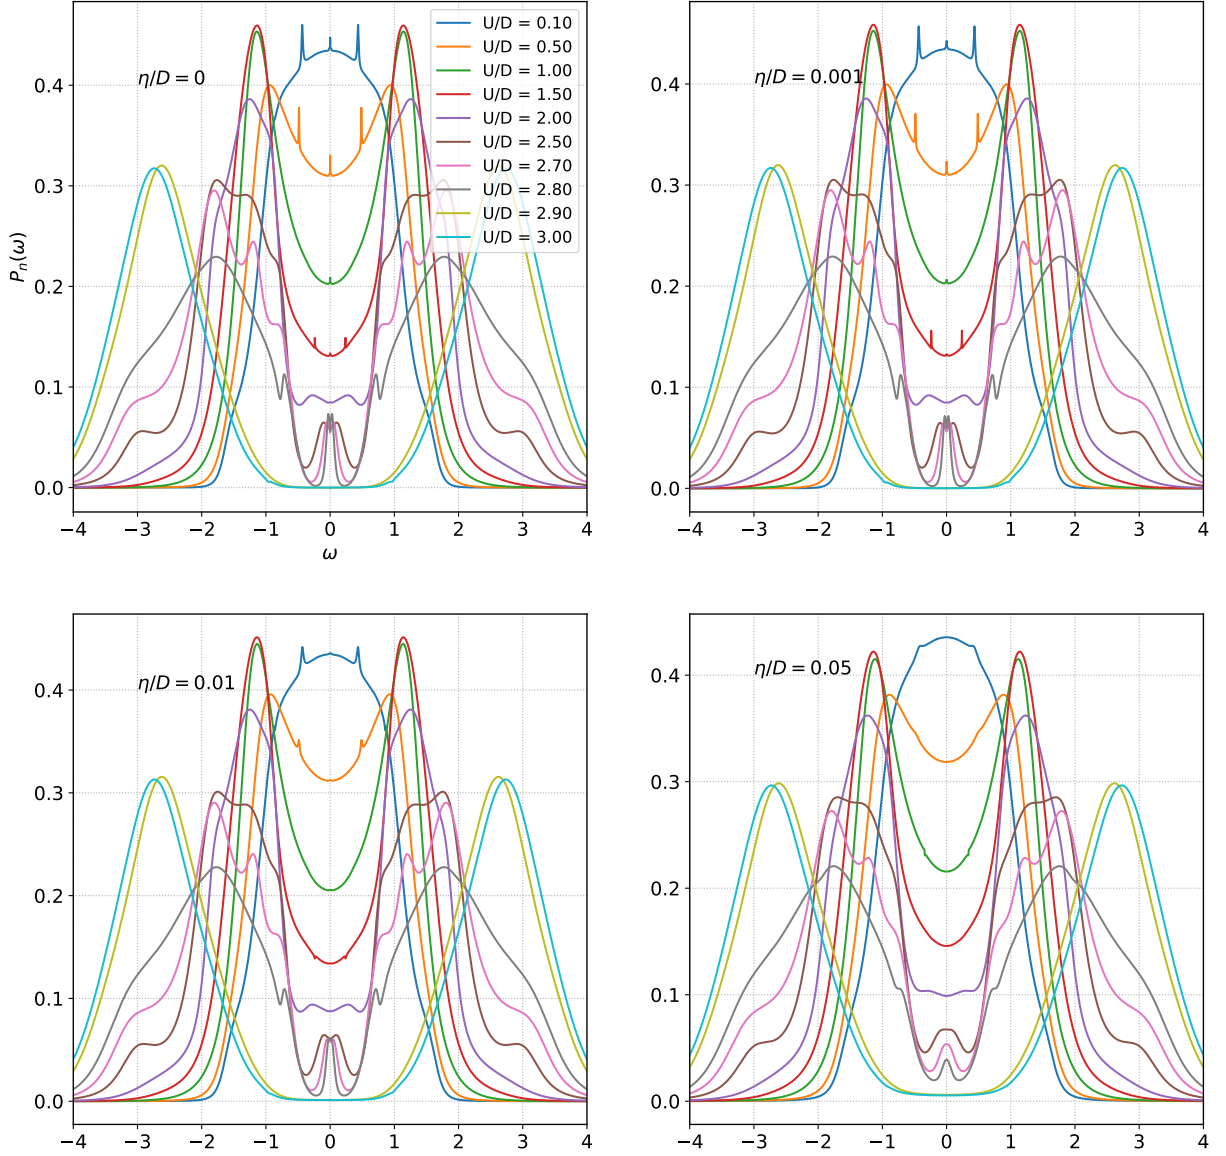 η/D = 0
U/D = 0.10
U/D = 0.50
U/D = 1.00
U/D = 1.50
U/D = 2.00
U/D = 2.50
U/D = 2.70
U/D = 2.80
U/D = 2.90
U/D = 3.00
Pₙ(ω)
0.4
0.3
0.2
0.1
0.0
−4 −3 −2 −1 0 1 2 3 4
ω
η/D = 0.001
0.4
0.3
0.2
0.1
0.0
−4 −3 −2 −1 0 1 2 3 4
η/D = 0.01
0.4
0.3
0.2
0.1
0.0
−4 −3 −2 −1 0 1 2 3 4
η/D = 0.05
0.4
0.3
0.2
0.1
0.0
−4 −3 −2 −1 0 1 2 3 4